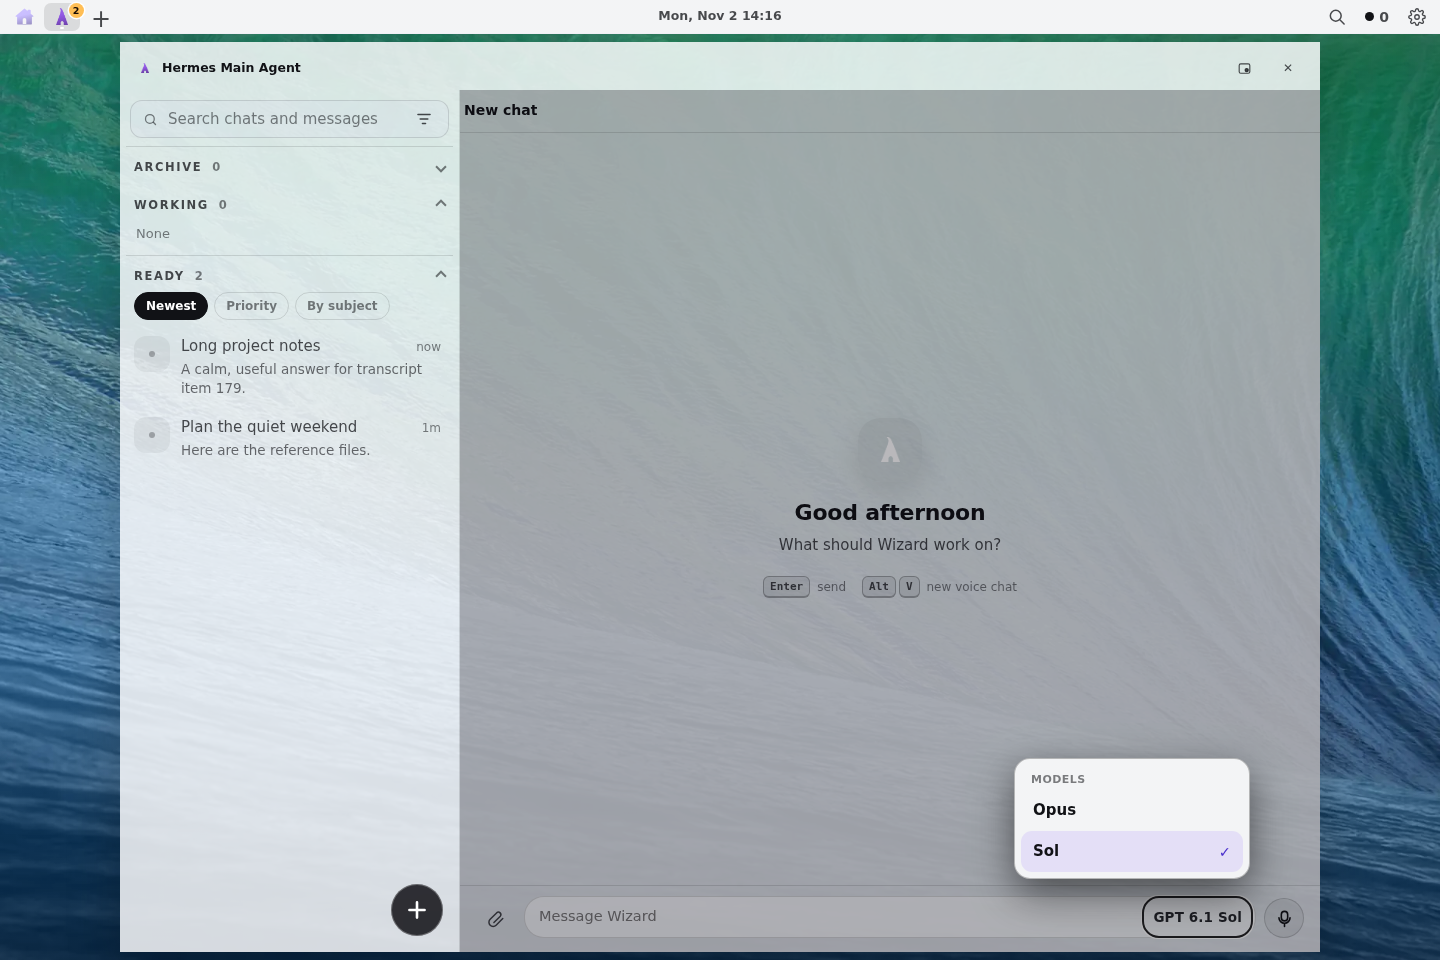 2
Mon, Nov 2 14:16
0
Hermes Main Agent
Search chats and messages
ARCHIVE 0
WORKING 0
None
READY 2
Newest
Priority
By subject
Long project notes
now
A calm, useful answer for transcript
item 179.
Plan the quiet weekend
1m
Here are the reference files.
New chat
Good afternoon
What should Wizard work on?
Enter send Alt V new voice chat
MODELS
Opus
Sol ✓
Message Wizard
GPT 6.1 Sol